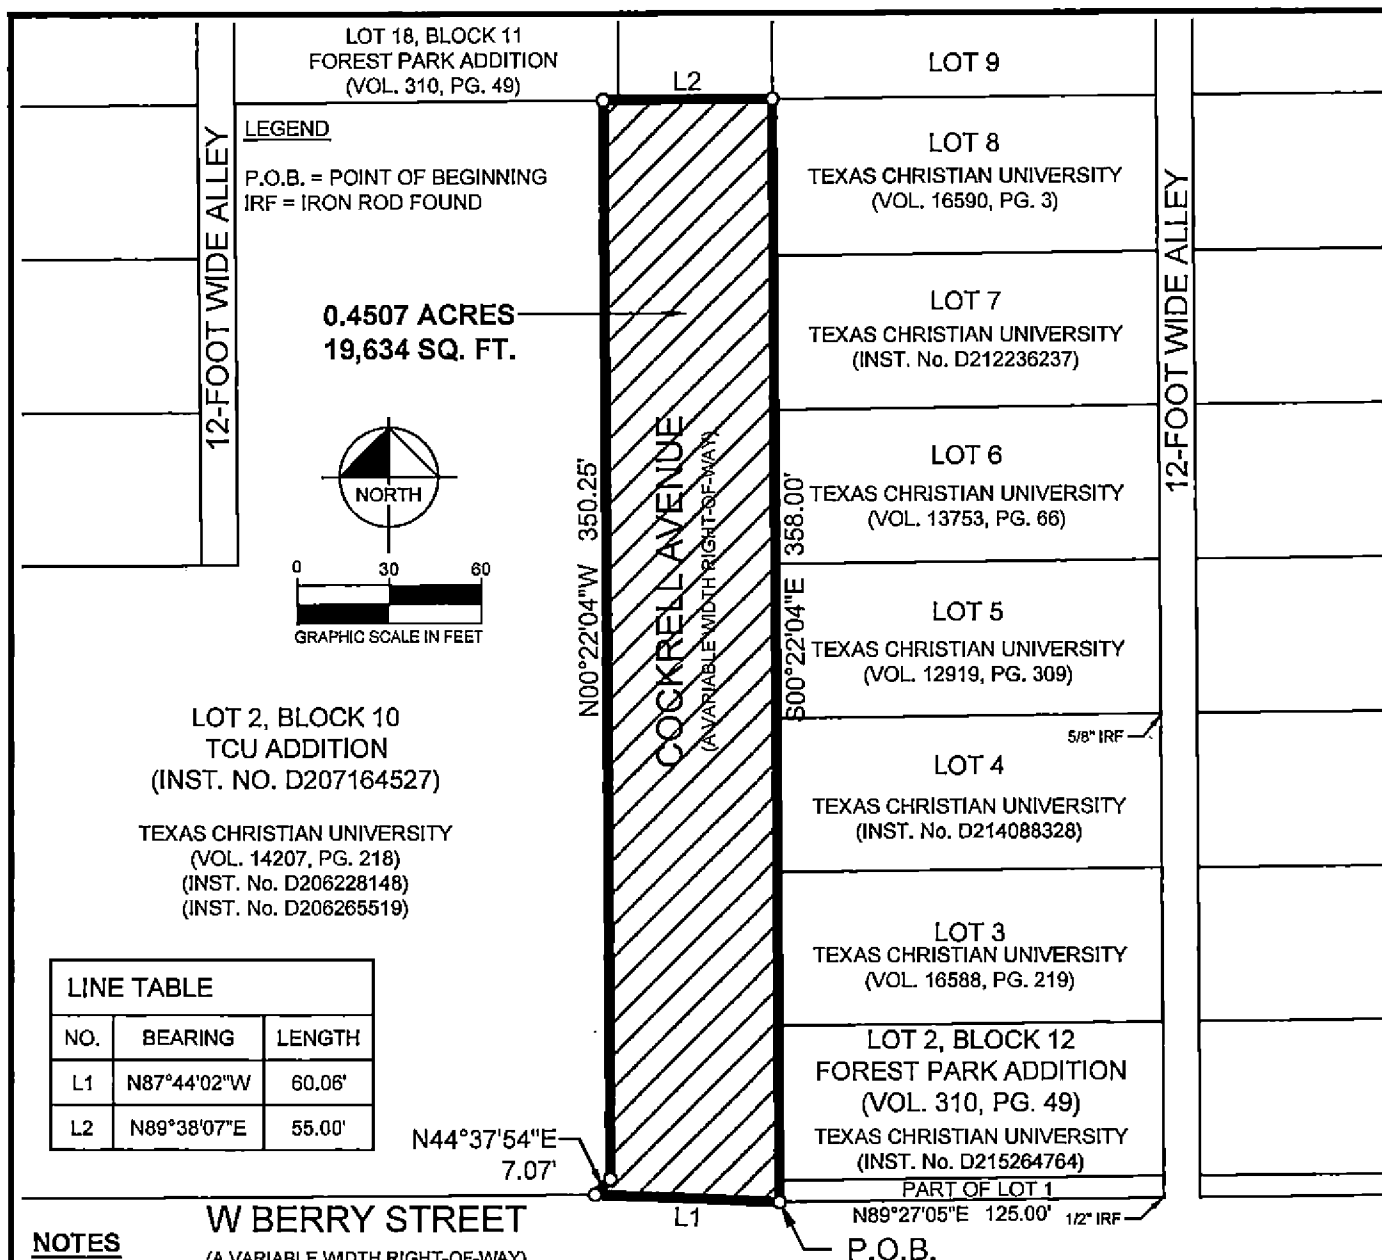 LOT 18, BLOCK 11
FOREST PARK ADDITION
(VOL. 310, PG. 49)
L2
LOT 9
LEGEND
P.O.B. = POINT OF BEGINNING
IRF = IRON ROD FOUND
12-FOOT WIDE ALLEY
LOT 8
TEXAS CHRISTIAN UNIVERSITY
(VOL. 16590, PG. 3)
12-FOOT WIDE ALLEY
0.4507 ACRES
19,634 SQ. FT.
LOT 7
TEXAS CHRISTIAN UNIVERSITY
(INST. No. D212236237)
NORTH
0 30 60
GRAPHIC SCALE IN FEET
N00°22'04"W 350.25'
COCKRELL AVENUE
(A VARIABLE WIDTH RIGHT-OF-WAY)
S00°22'04"E 358.00'
LOT 6
TEXAS CHRISTIAN UNIVERSITY
(VOL. 13753, PG. 66)
LOT 5
TEXAS CHRISTIAN UNIVERSITY
(VOL. 12919, PG. 309)
5/8" IRF
LOT 2, BLOCK 10
TCU ADDITION
(INST. NO. D207164527)
TEXAS CHRISTIAN UNIVERSITY
(VOL. 14207, PG. 218)
(INST. No. D206228148)
(INST. No. D206265519)
LOT 4
TEXAS CHRISTIAN UNIVERSITY
(INST. No. D214088328)
LOT 3
TEXAS CHRISTIAN UNIVERSITY
(VOL. 16588, PG. 219)
LINE TABLE
NO. BEARING LENGTH
L1 N87°44'02"W 60.06'
L2 N89°38'07"E 55.00'
LOT 2, BLOCK 12
FOREST PARK ADDITION
(VOL. 310, PG. 49)
TEXAS CHRISTIAN UNIVERSITY
(INST. No. D215264764)
N44°37'54"E
7.07'
PART OF LOT 1
N89°27'05"E 125.00'
1/2" IRF
L1
P.O.B.
W BERRY STREET
(A VARIABLE WIDTH RIGHT-OF-WAY)
NOTES